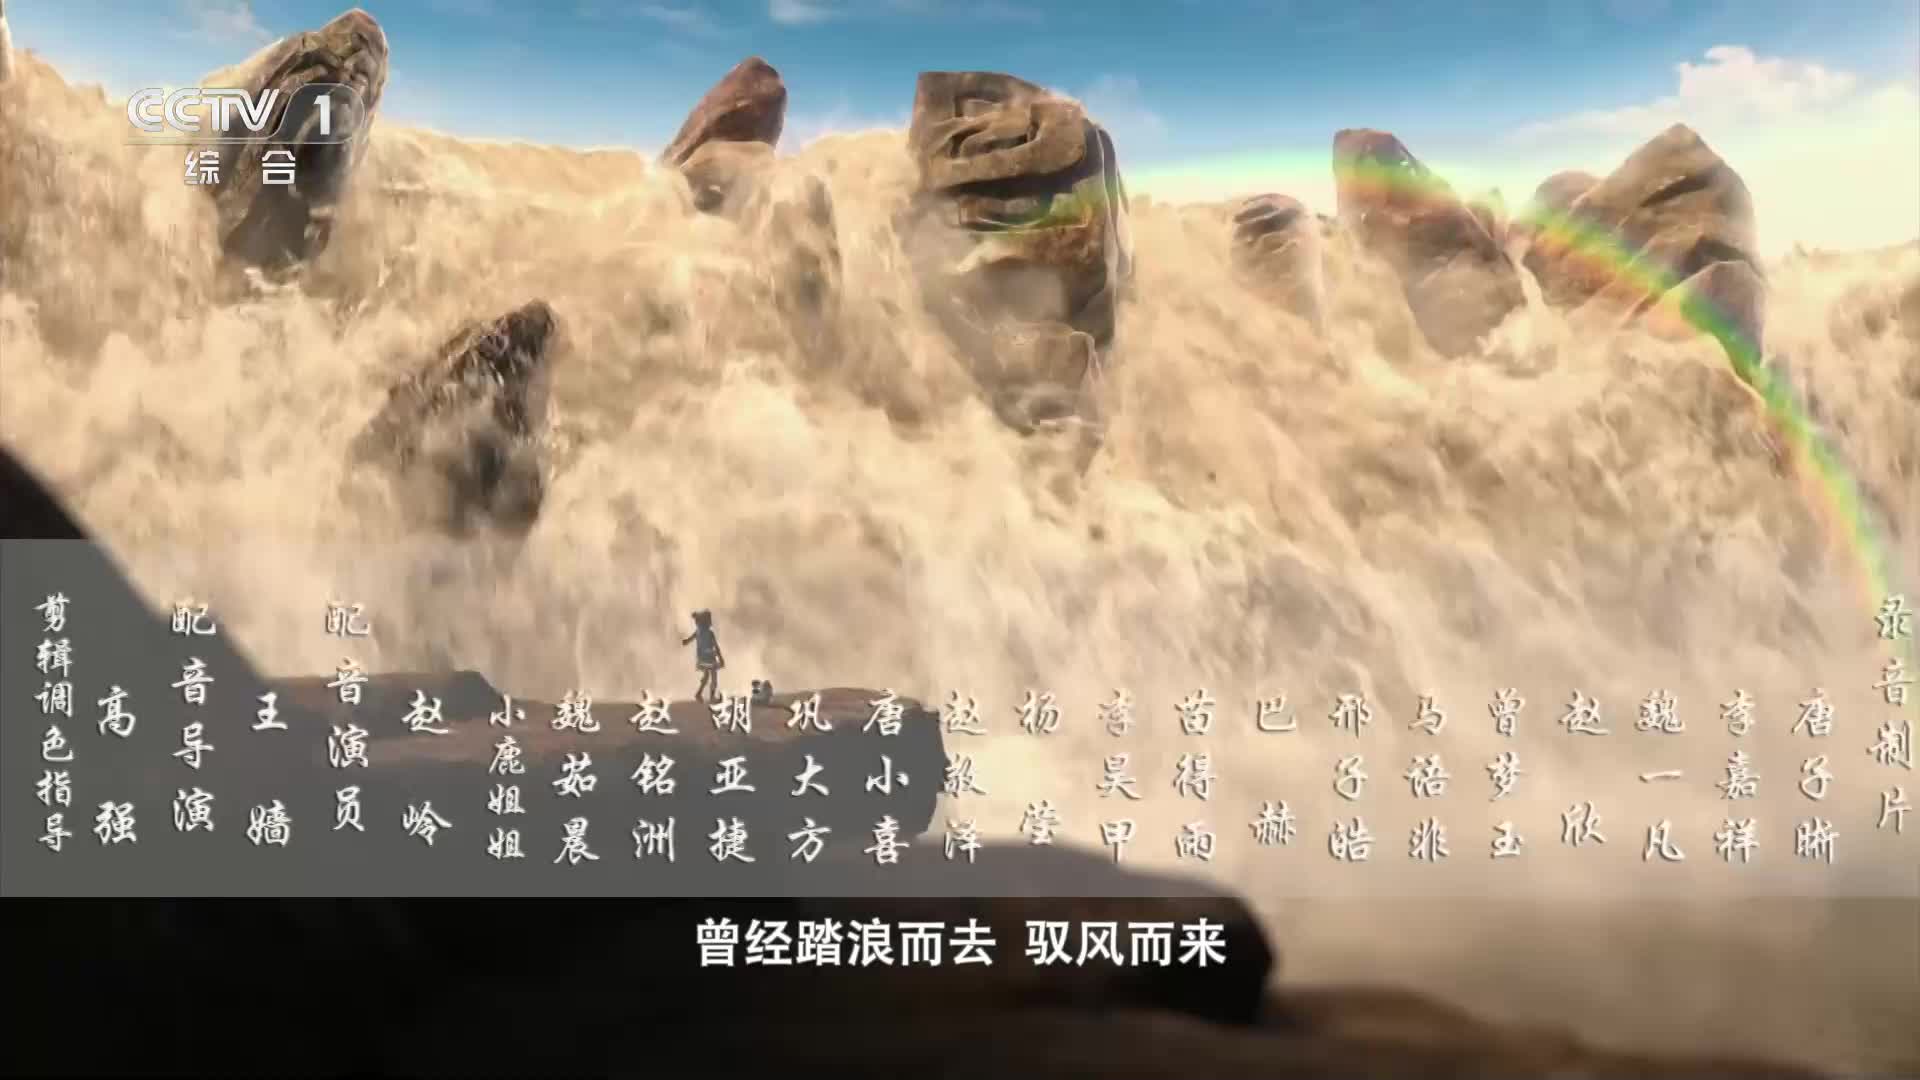 CCTV 1
综合
剪辑调色指导
高强
配音导演
王嫱
配音演员
赵岭
小鹿姐姐
魏茹晨
赵铭洲
胡亚捷
巩大方
唐小喜
赵敬泽
杨莹
李昊甲
苗得雨
巴赫
邢子皓
马语非
曾梦玉
赵欣
魏一凡
李嘉祥
唐子晰
录音制片
曾经踏浪而去 驭风而来